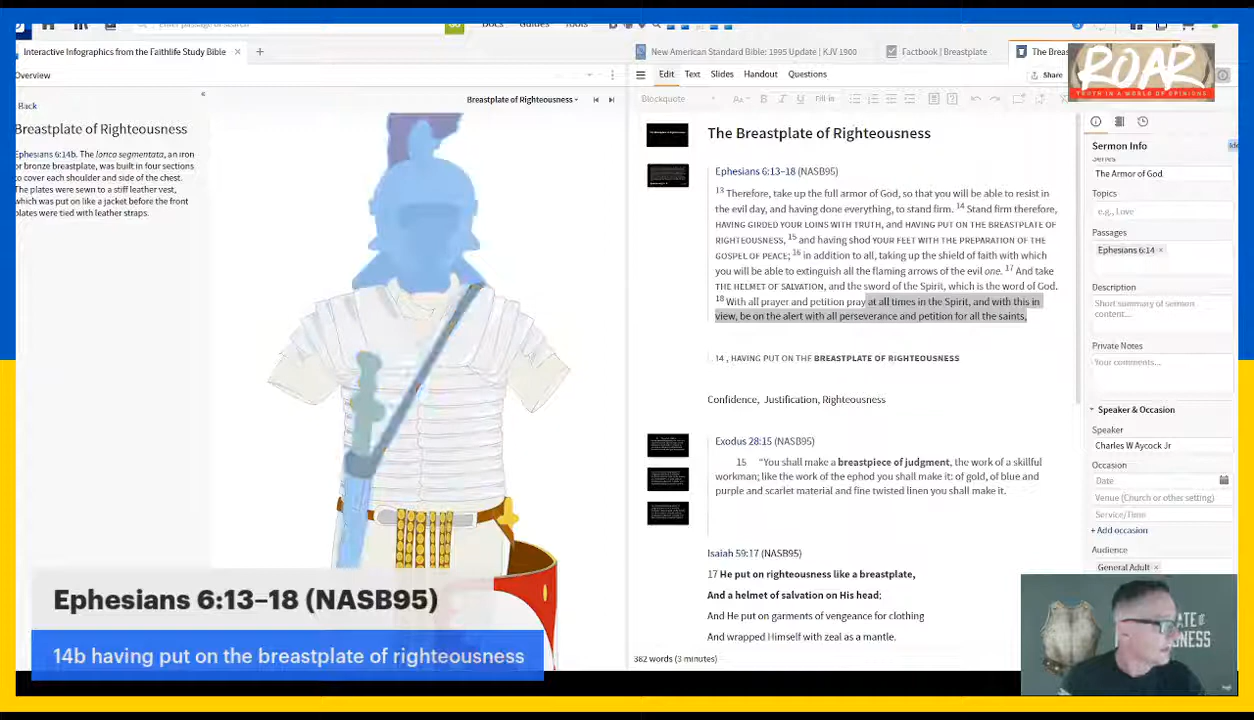 Docs Guides Tools
Interactive Infographics from the Faithlife Study Bible
New American Standard Bible: 1995 Update | KJV 1900
Factbook | Breastplate
The Breas
ROAR
TRUTH IN A WORLD OF OPINIONS
Overview
Edit Text Slides Handout Questions
Share
Back
Breastplate of Righteousness
Blockquote
Aa B I U Fill in
Breastplate of Righteousness
Ephesians 6:14b. The lorica segmentata, an iron
or bronze breastplate, was built in four sections
to cover each shoulder and side of the chest.
The plates were sewn to a stiff leather vest,
which was put on like a jacket before the front
plates were tied with leather straps.
The Breastplate of Righteousness
Ephesians 6:13–18 (NASB95)
13 Therefore, take up the full armor of God, so that you will be able to resist in
the evil day, and having done everything, to stand firm. 14 Stand firm therefore,
HAVING GIRDED YOUR LOINS WITH TRUTH, and HAVING PUT ON THE BREASTPLATE OF
RIGHTEOUSNESS, 15 and having shod YOUR FEET WITH THE PREPARATION OF THE
GOSPEL OF PEACE; 16 in addition to all, taking up the shield of faith with which
you will be able to extinguish all the flaming arrows of the evil one. 17 And take
THE HELMET OF SALVATION, and the sword of the Spirit, which is the word of God.
18 With all prayer and petition pray at all times in the Spirit, and with this in
view, be on the alert with all perseverance and petition for all the saints,
14 , HAVING PUT ON THE BREASTPLATE OF RIGHTEOUSNESS
Confidence, Justification, Righteousness
Exodus 28:15 (NASB95)
15 “You shall make a breastpiece of judgment, the work of a skillful
workman; like the work of the ephod you shall make it: of gold, of blue and
purple and scarlet material and fine twisted linen you shall make it.
Isaiah 59:17 (NASB95)
17 He put on righteousness like a breastplate,
And a helmet of salvation on His head;
And He put on garments of vengeance for clothing
And wrapped Himself with zeal as a mantle.
382 words (3 minutes)
Sermon Info
Series
The Armor of God
Topics
e.g., Love
Passages
Ephesians 6:14
Description
Short summary of sermon
content…
Private Notes
Your comments…
Speaker & Occasion
Speaker
Charles W Aycock Jr
Occasion
Date
Venue (Church or other setting)
Service/Time
+ Add occasion
Audience
General Adult
Ephesians 6:13–18 (NASB95)
14b having put on the breastplate of righteousness